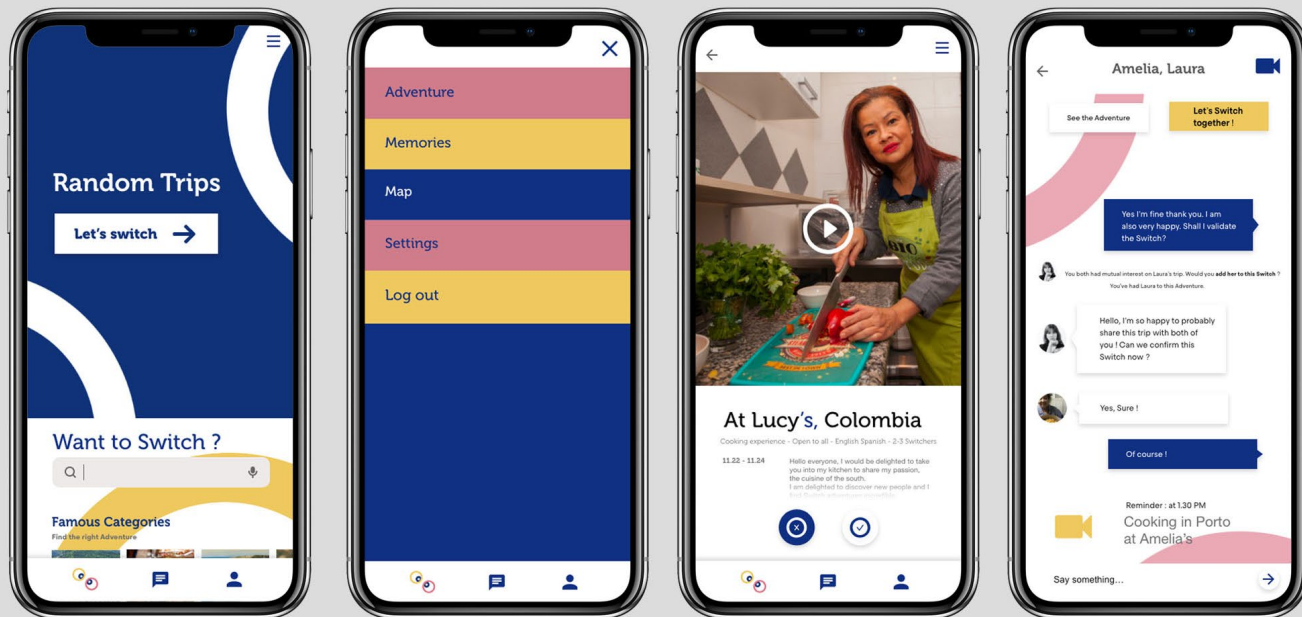 Random Trips
Let's switch
Want to Switch ?
Famous Categories
Find the right Adventure
Adventure
Memories
Map
Settings
Log out
At Lucy's, Colombia
Cooking experience - Open to all - English Spanish - 2-3 Switchers
11.22 - 11.24
Hello everyone, I would be delighted to take
you into my kitchen to share my passion,
the cuisine of the south.
I am delighted to discover new people and I
Amelia, Laura
See the Adventure
Let's Switch
together !
Yes I'm fine thank you. I am
also very happy. Shall I validate
the Switch?
You both had mutual interest on Laura's trip. Would you add her to this Switch ?
You've had Laura to this Adventure.
Hello, I'm so happy to probably
share this trip with both of
you ! Can we confirm this
Switch now ?
Yes, Sure !
Of course !
Reminder : at 1.30 PM
Cooking in Porto
at Amelia's
Say something...